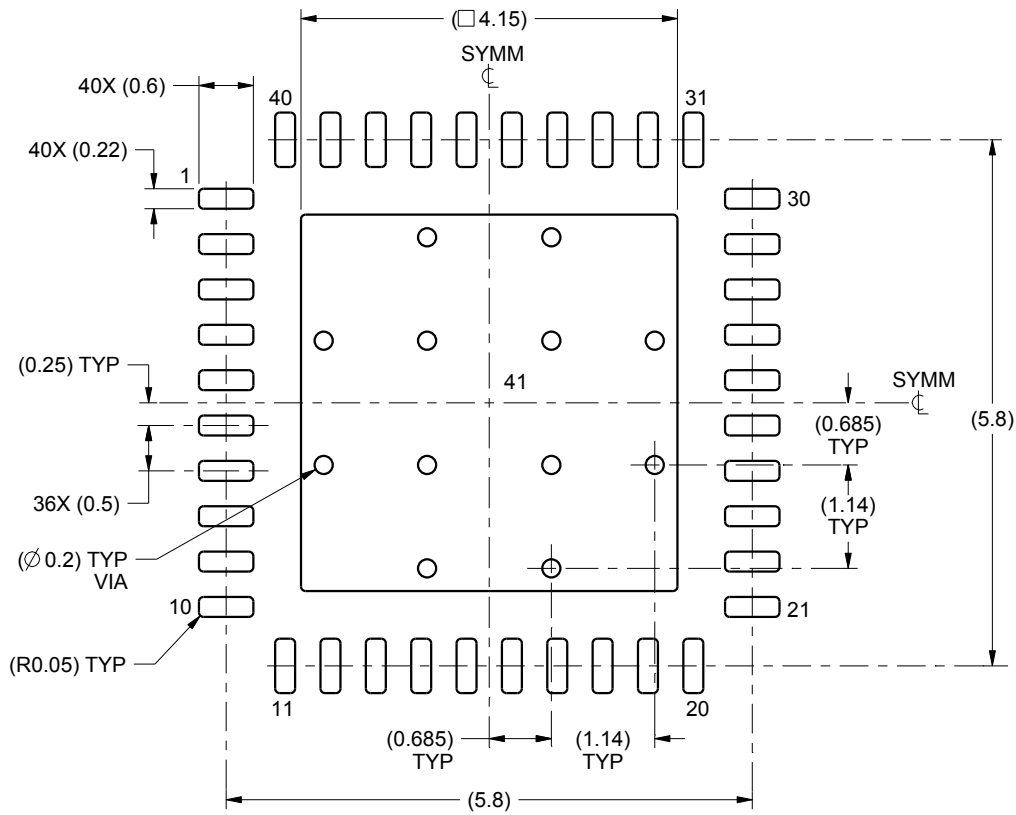 (□ 4.15)
SYMM
℄
40X (0.6)
40
31
40X (0.22)
1
30
(0.25) TYP
41
SYMM
℄
(0.685)
TYP
(5.8)
36X (0.5)
(1.14)
TYP
(∅ 0.2) TYP
VIA
10
21
(R0.05) TYP
11
20
(0.685)
TYP
(1.14)
TYP
(5.8)